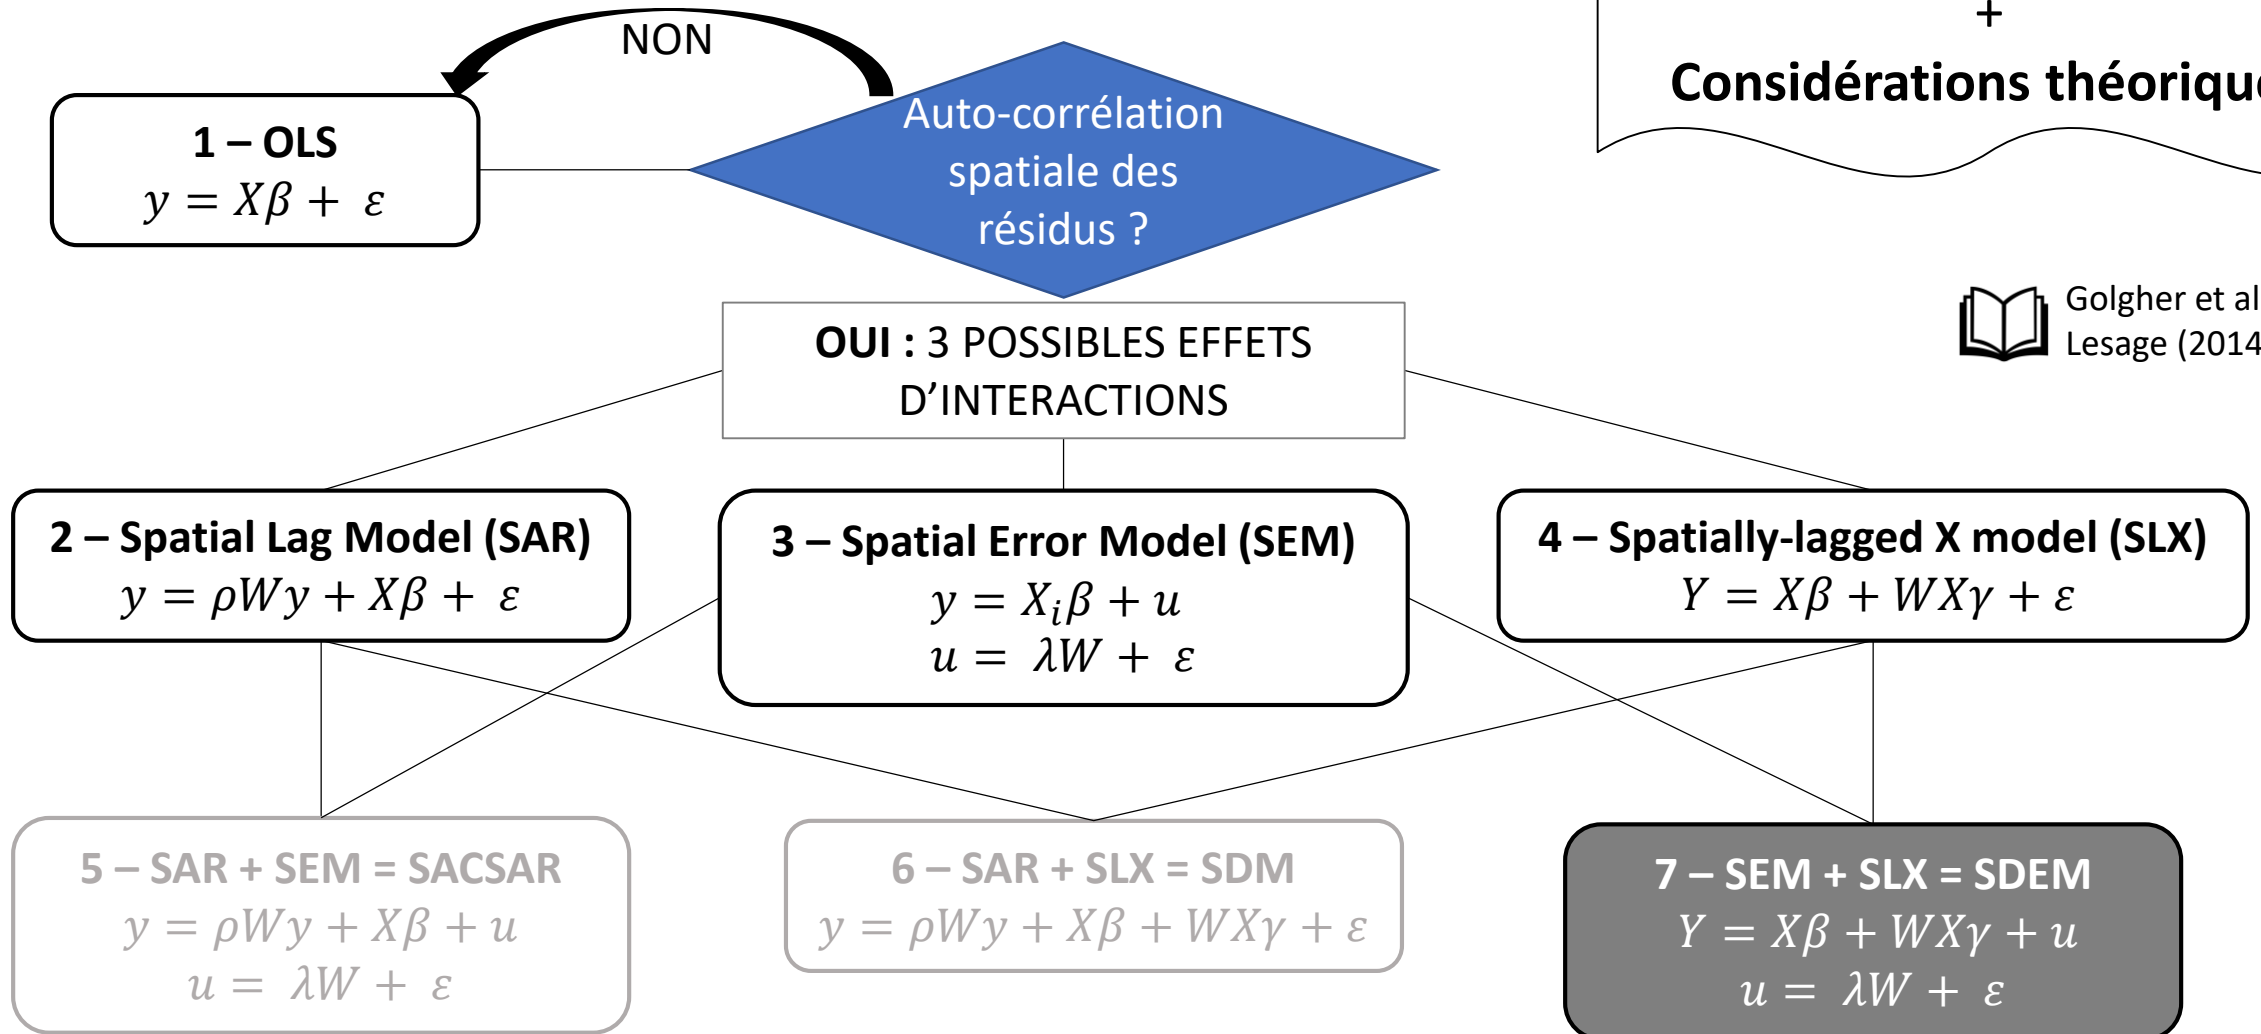 NON
+
Considérations théoriqu
1 – OLS
y = Xβ + ε
Auto-corrélation
spatiale des
résidus ?
Golgher et al
Lesage (2014
OUI : 3 POSSIBLES EFFETS
D’INTERACTIONS
2 – Spatial Lag Model (SAR)
y = ρWy + Xβ + ε
3 – Spatial Error Model (SEM)
y = X_iβ + u
u = λW + ε
4 – Spatially-lagged X model (SLX)
Y = Xβ + WXγ + ε
5 – SAR + SEM = SACSAR
y = ρWy + Xβ + u
u = λW + ε
6 – SAR + SLX = SDM
y = ρWy + Xβ + WXγ + ε
7 – SEM + SLX = SDEM
Y = Xβ + WXγ + u
u = λW + ε